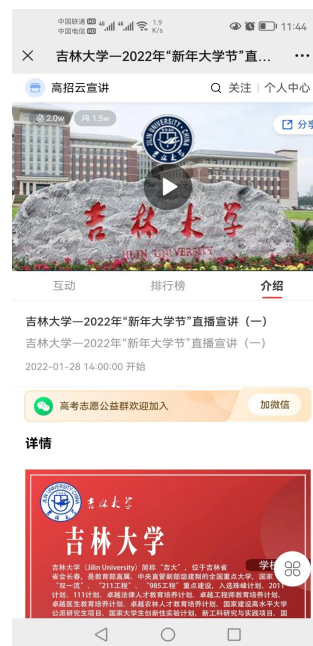 中国联通 HD 46 46 1.9 K/s
中国电信 HD
11:44
吉林大学—2022年“新年大学节”直...
高招云宣讲
关注 | 个人中心
2.0w 1.5w
分享
JILIN UNIVERSITY
吉林大学
JILIN UNIVERSITY
互动 排行榜 介绍
吉林大学—2022年“新年大学节”直播宣讲（一）
吉林大学—2022年“新年大学节”直播宣讲（一）
2022-01-28 14:00:00 开始
高考志愿公益群欢迎加入
加微信
详情
吉林大学
吉林大学
吉林大学（Jilin University）简称“吉大”，位于吉林省
省会长春，是教育部直属、中央直管副部级建制的全国重点大学，国家
“双一流”、“211工程”、“985工程”重点建设，入选珠峰计划、201
计划、111计划、卓越法律人才教育培养计划、卓越工程师教育培养计划、
卓越医生教育培养计划、卓越农林人才教育培养计划、国家建设高水平大学
公派研究生项目、国家大学生创新性实验计划、新工科研究与实践项目、国
学校